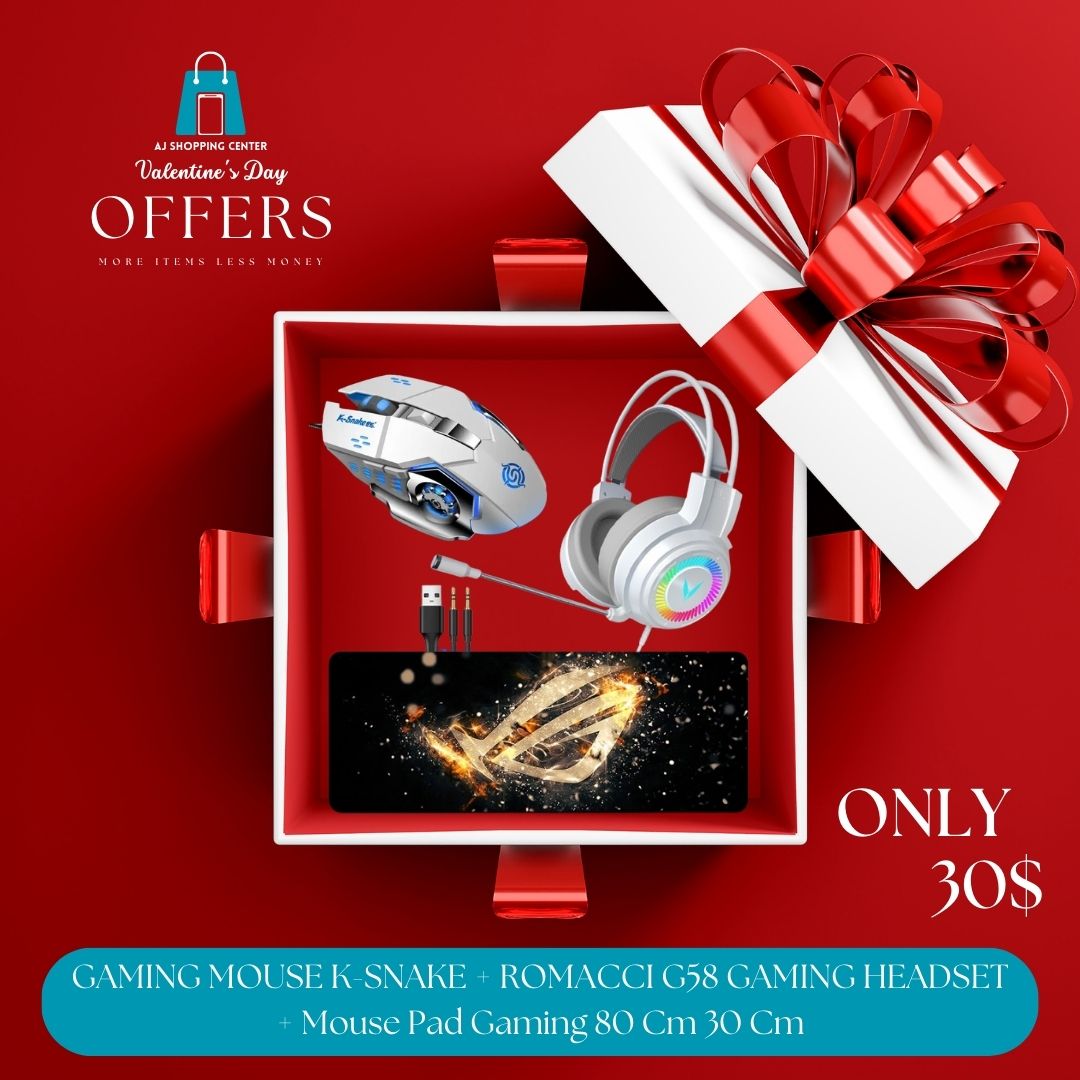 AJ SHOPPING CENTER
Valentine's Day
OFFERS
MORE ITEMS LESS MONEY
K-Snake
ONLY
30$
GAMING MOUSE K-SNAKE + ROMACCI G58 GAMING HEADSET
+ Mouse Pad Gaming 80 Cm 30 Cm